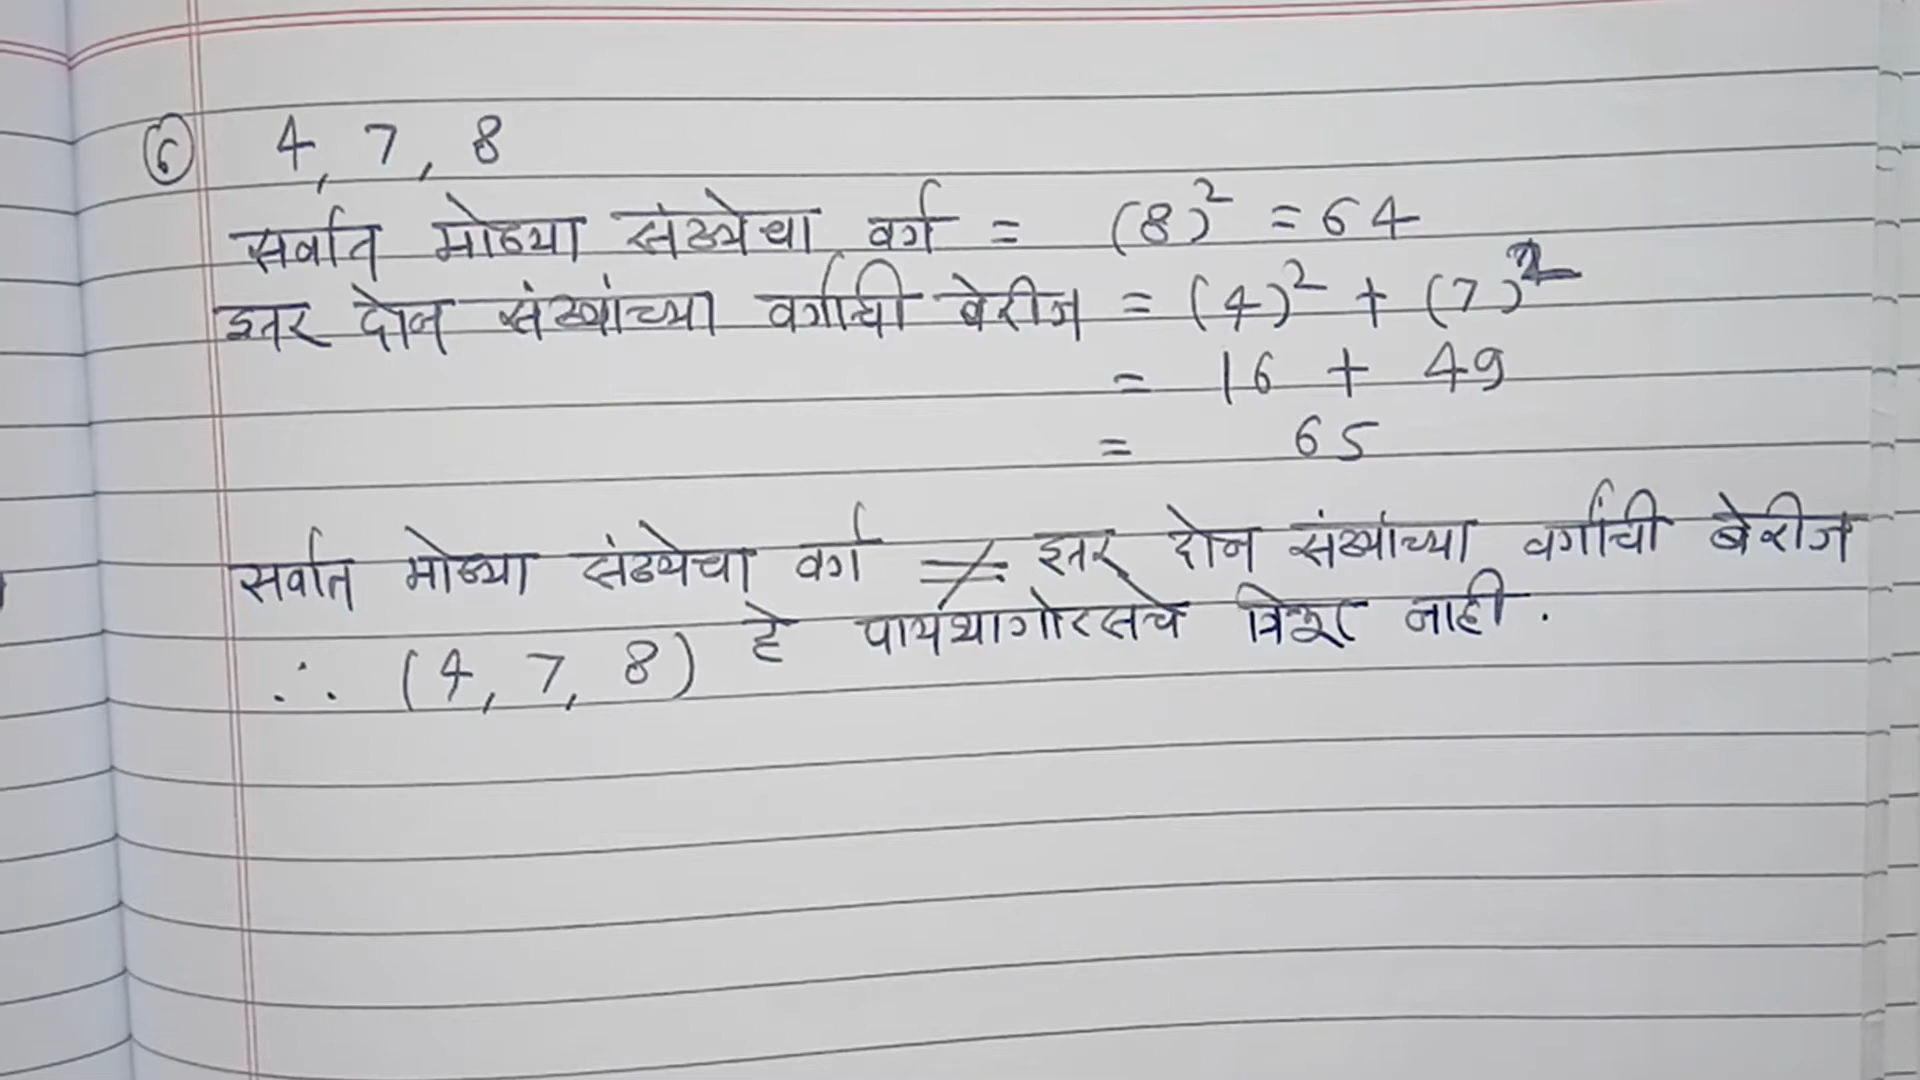 ६ 4, 7, 8
सर्वात मोठ्या संख्येचा वर्ग = (8)² = 64
इतर दोन संख्यांच्या वर्गाची बेरीज = (4)² + (7)²
= 16 + 49
= 65
सर्वात मोठ्या संख्येचा वर्ग ≠ इतर दोन संख्यांच्या वर्गांची बेरीज
∴ (4, 7, 8) हे पायथागोरसचे त्रिकूट नाही.